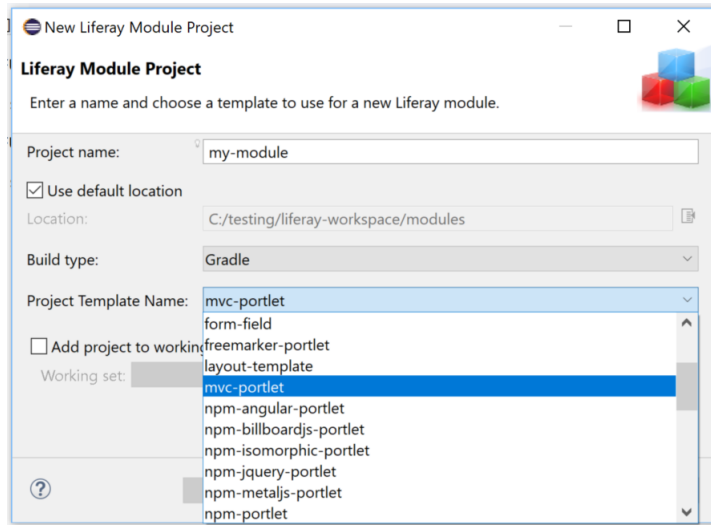 New Liferay Module Project
Liferay Module Project
Enter a name and choose a template to use for a new Liferay module.
Project name:
my-module
Use default location
Location:
C:/testing/liferay-workspace/modules
Build type:
Gradle
Project Template Name:
mvc-portlet
form-field
Add project to working
freemarker-portlet
layout-template
Working set:
mvc-portlet
npm-angular-portlet
npm-billboardjs-portlet
npm-isomorphic-portlet
npm-jquery-portlet
npm-metaljs-portlet
npm-portlet
?